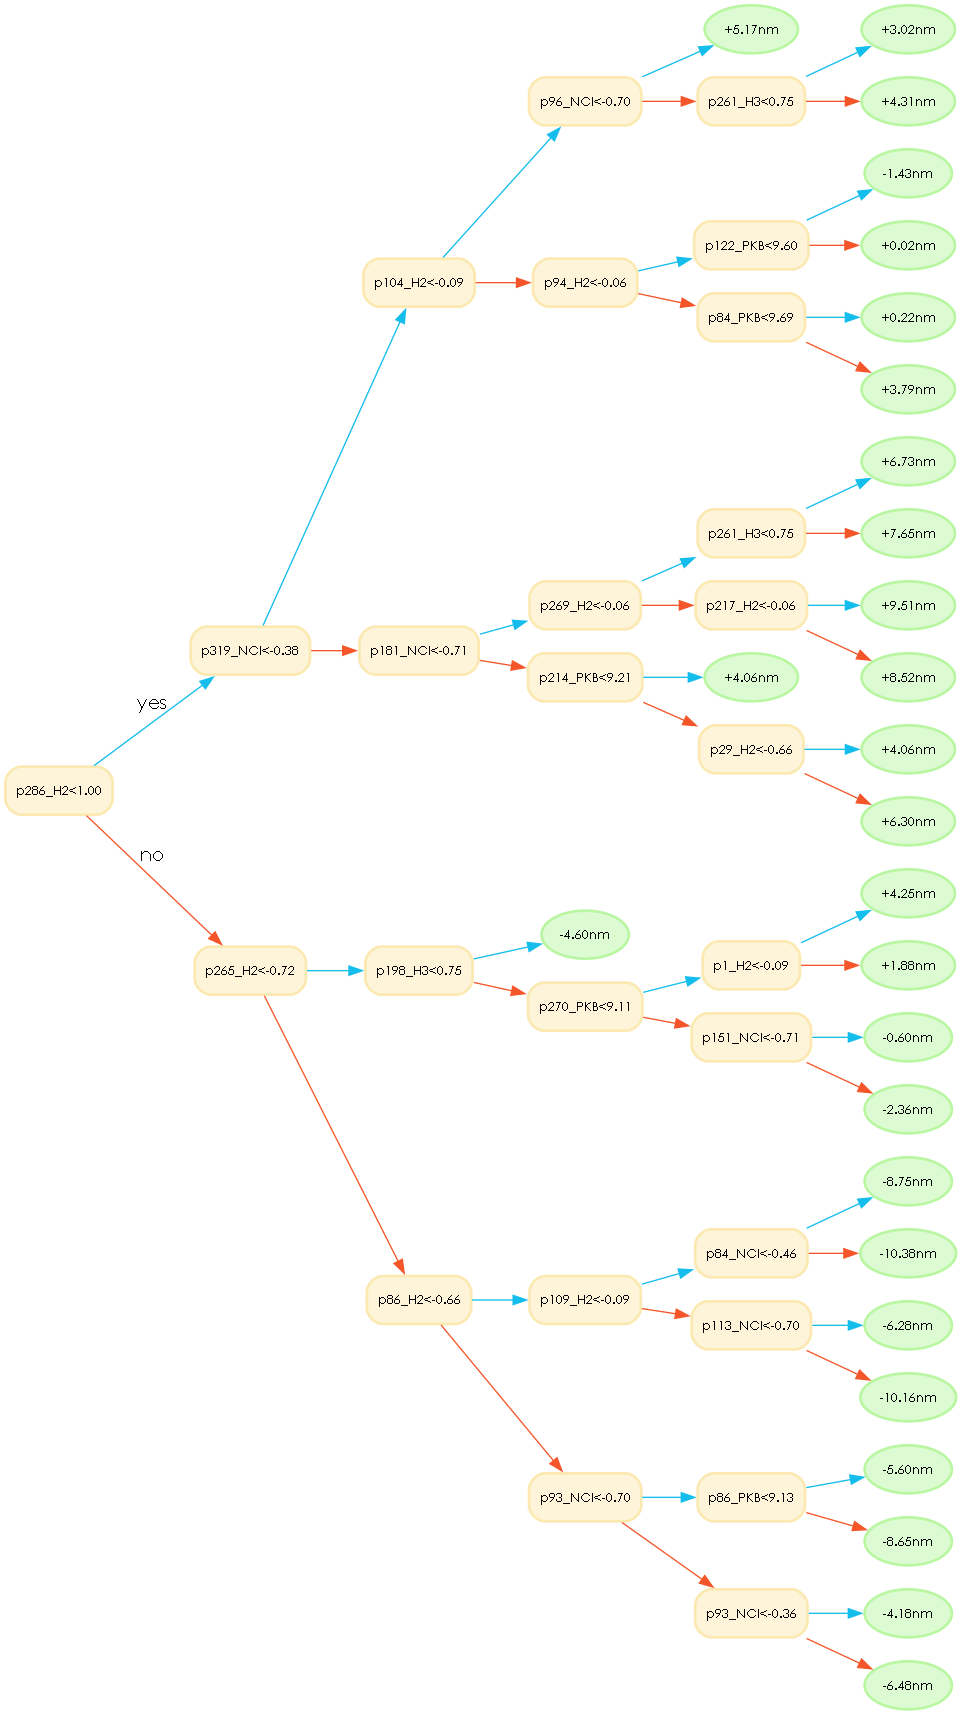 +5.17nm
+3.02nm
p96_NCI<-0.70
p261_H3<0.75
+4.31nm
-1.43nm
p122_PKB<9.60
+0.02nm
p104_H2<-0.09
p94_H2<-0.06
p84_PKB<9.69
+0.22nm
+3.79nm
+6.73nm
p261_H3<0.75
+7.65nm
p269_H2<-0.06
p217_H2<-0.06
+9.51nm
p319_NCI<-0.38
p181_NCI<-0.71
p214_PKB<9.21
+4.06nm
+8.52nm
yes
p29_H2<-0.66
+4.06nm
p286_H2<1.00
+6.30nm
no
+4.25nm
-4.60nm
p265_H2<-0.72
p198_H3<0.75
p1_H2<-0.09
+1.88nm
p270_PKB<9.11
p151_NCI<-0.71
-0.60nm
-2.36nm
-8.75nm
p84_NCI<-0.46
-10.38nm
p86_H2<-0.66
p109_H2<-0.09
p113_NCI<-0.70
-6.28nm
-10.16nm
-5.60nm
p93_NCI<-0.70
p86_PKB<9.13
-8.65nm
p93_NCI<-0.36
-4.18nm
-6.48nm